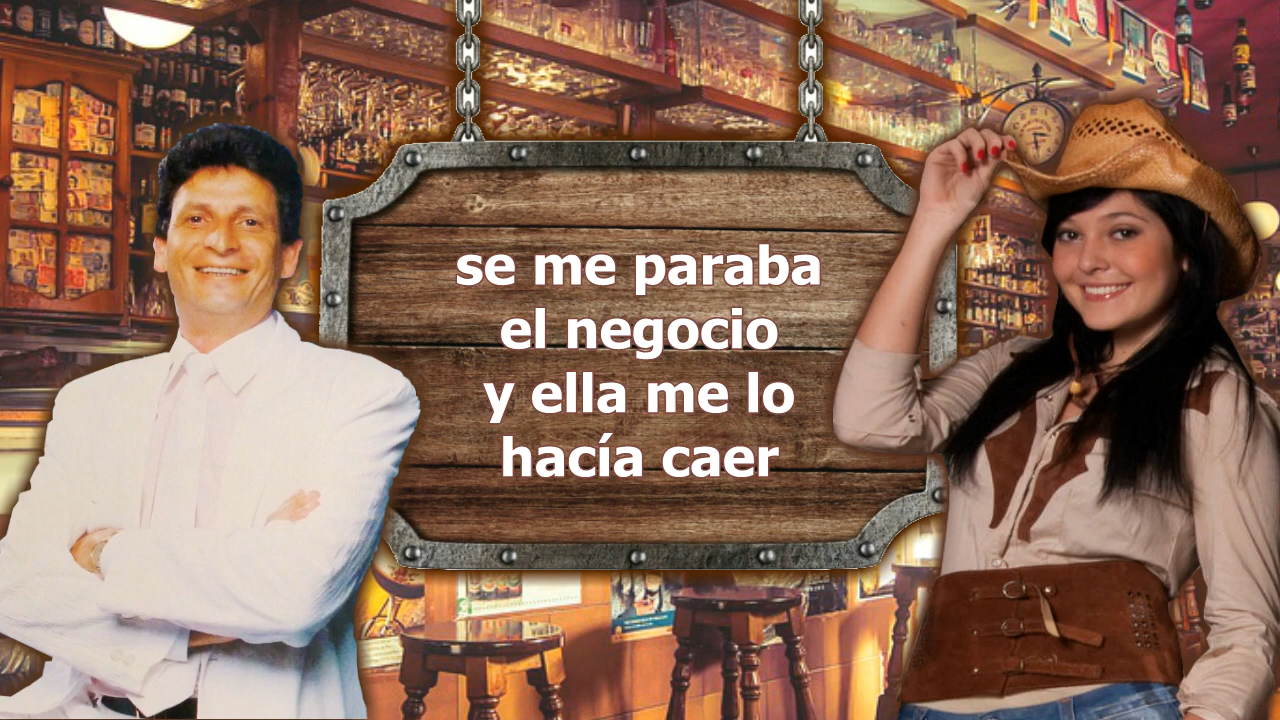 se me paraba
el negocio
y ella me lo
hacía caer